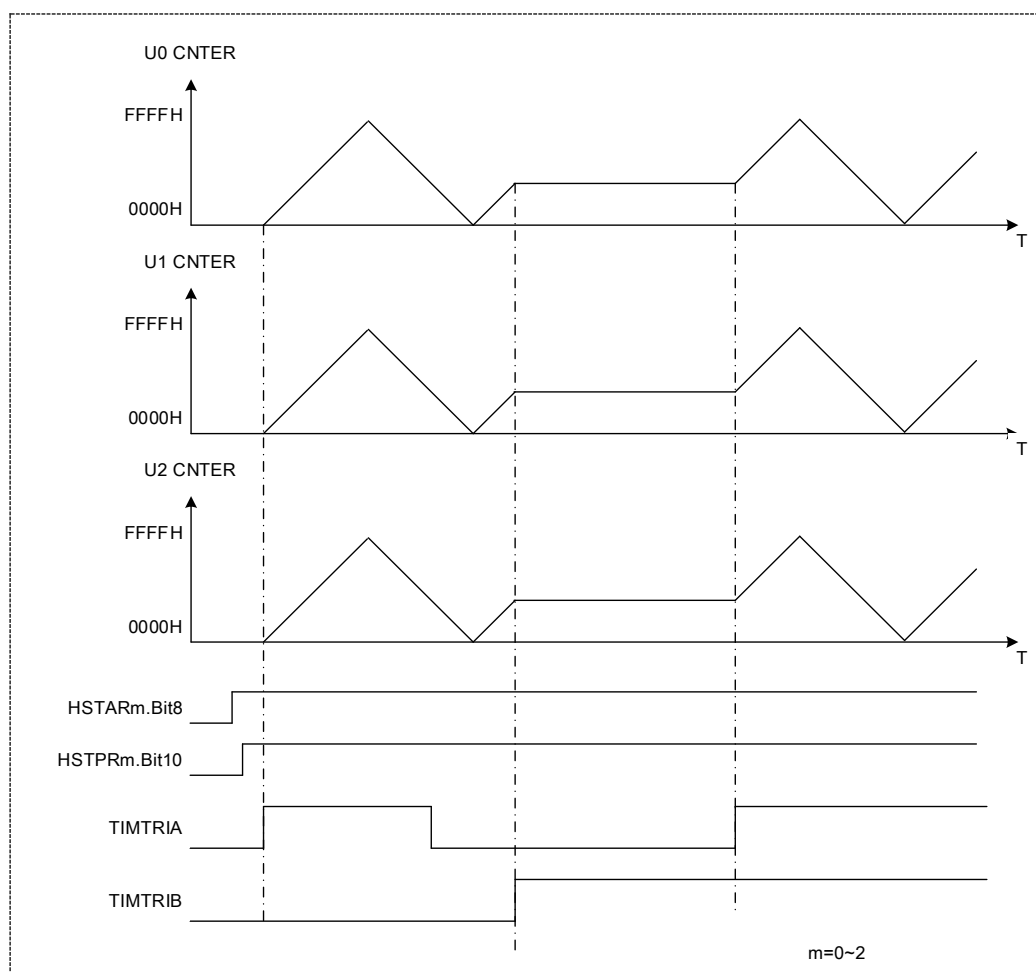 U0 CNTER
FFFFH
0000H
T
U1 CNTER
FFFFH
0000H
T
U2 CNTER
FFFFH
0000H
T
HSTARm.Bit8
HSTPRm.Bit10
TIMTRIA
TIMTRIB
m=0~2